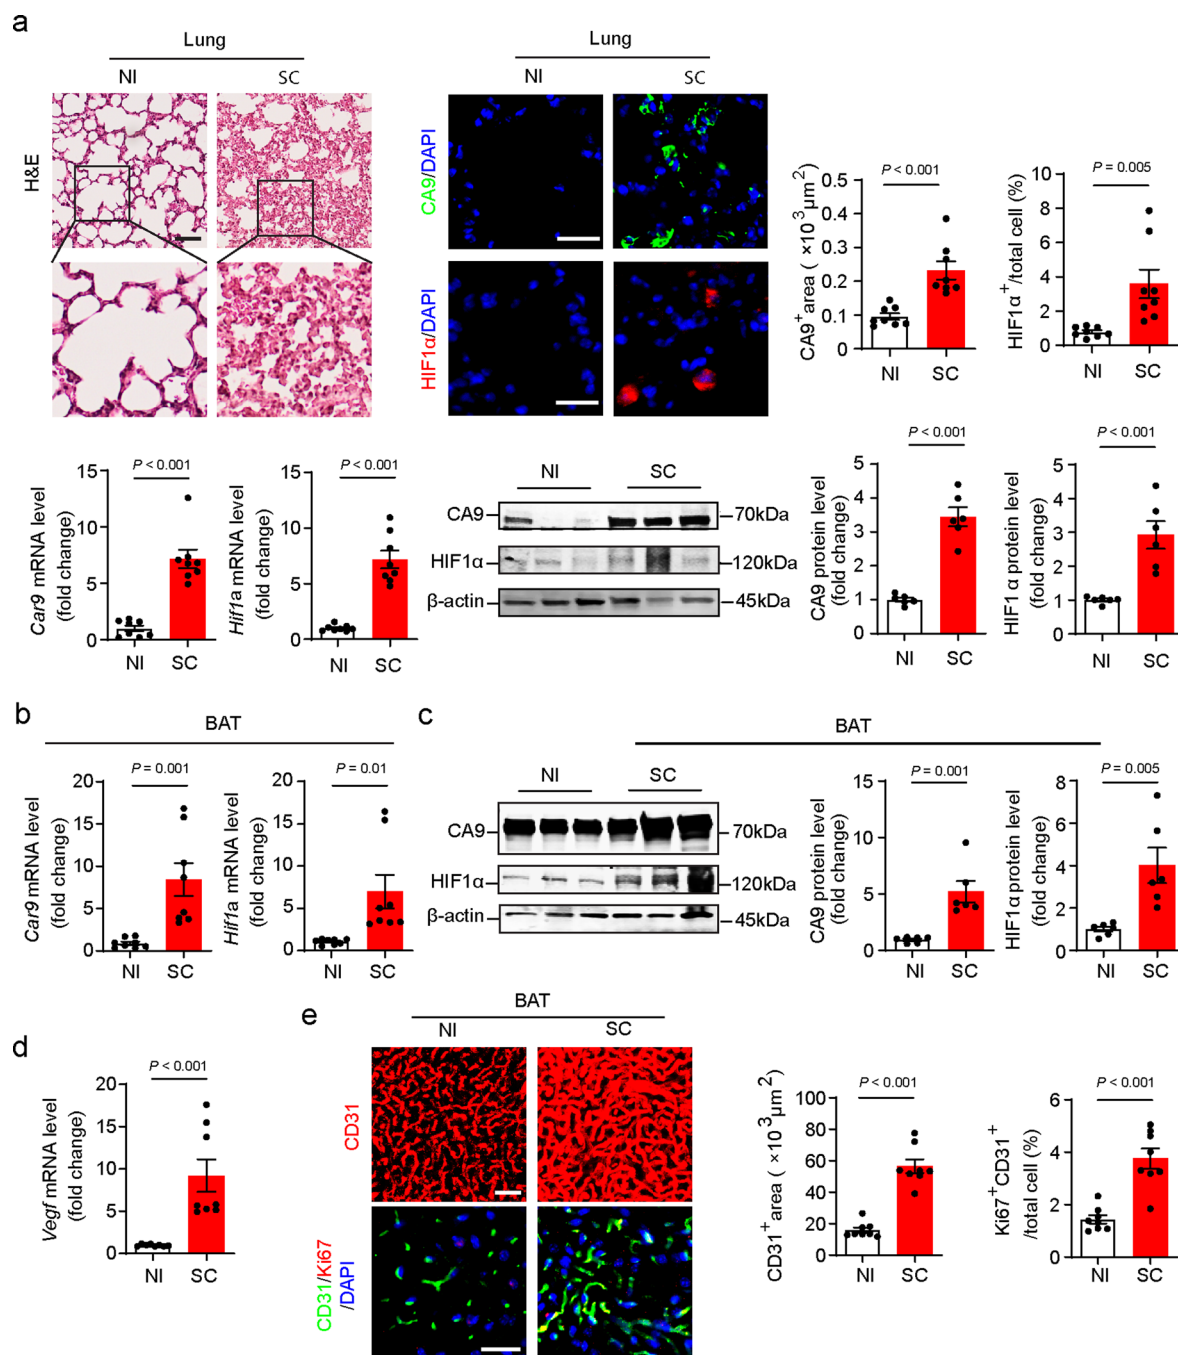 a
Lung
NI SC
H&E
Lung
NI SC
CA9/DAPI
HIF1α/DAPI
CA9⁺area ( ×10³μm²)
0.5
0.4
0.3
0.2
0.1
0
P < 0.001
NI SC
HIF1α⁺/total cell (%)
10
8
6
4
2
0
P = 0.005
NI SC
Car9 mRNA level
(fold change)
15
10
5
0
P < 0.001
NI SC
Hif1a mRNA level
(fold change)
15
10
5
0
P < 0.001
NI SC
NI SC
CA9 70kDa
HIF1α 120kDa
β-actin 45kDa
CA9 protein level
(fold change)
5
4
3
2
1
0
P < 0.001
NI SC
HIF1 α protein level
(fold change)
5
4
3
2
1
0
P < 0.001
NI SC
b
BAT
Car9 mRNA level
(fold change)
20
15
10
5
0
P = 0.001
NI SC
Hif1a mRNA level
(fold change)
20
15
10
5
0
P = 0.01
NI SC
c
BAT
NI SC
CA9 70kDa
HIF1α 120kDa
β-actin 45kDa
CA9 protein level
(fold change)
15
10
5
0
P = 0.001
NI SC
HIF1α protein level
(fold change)
8
6
4
2
0
P = 0.005
NI SC
d
Vegf mRNA level
(fold change)
20
15
10
5
0
P < 0.001
NI SC
e
BAT
NI SC
CD31
CD31/Ki67
/DAPI
CD31⁺ area ( ×10³μm²)
100
80
60
40
20
0
P < 0.001
NI SC
Ki67⁺CD31⁺
/total cell (%)
6
4
2
0
P < 0.001
NI SC